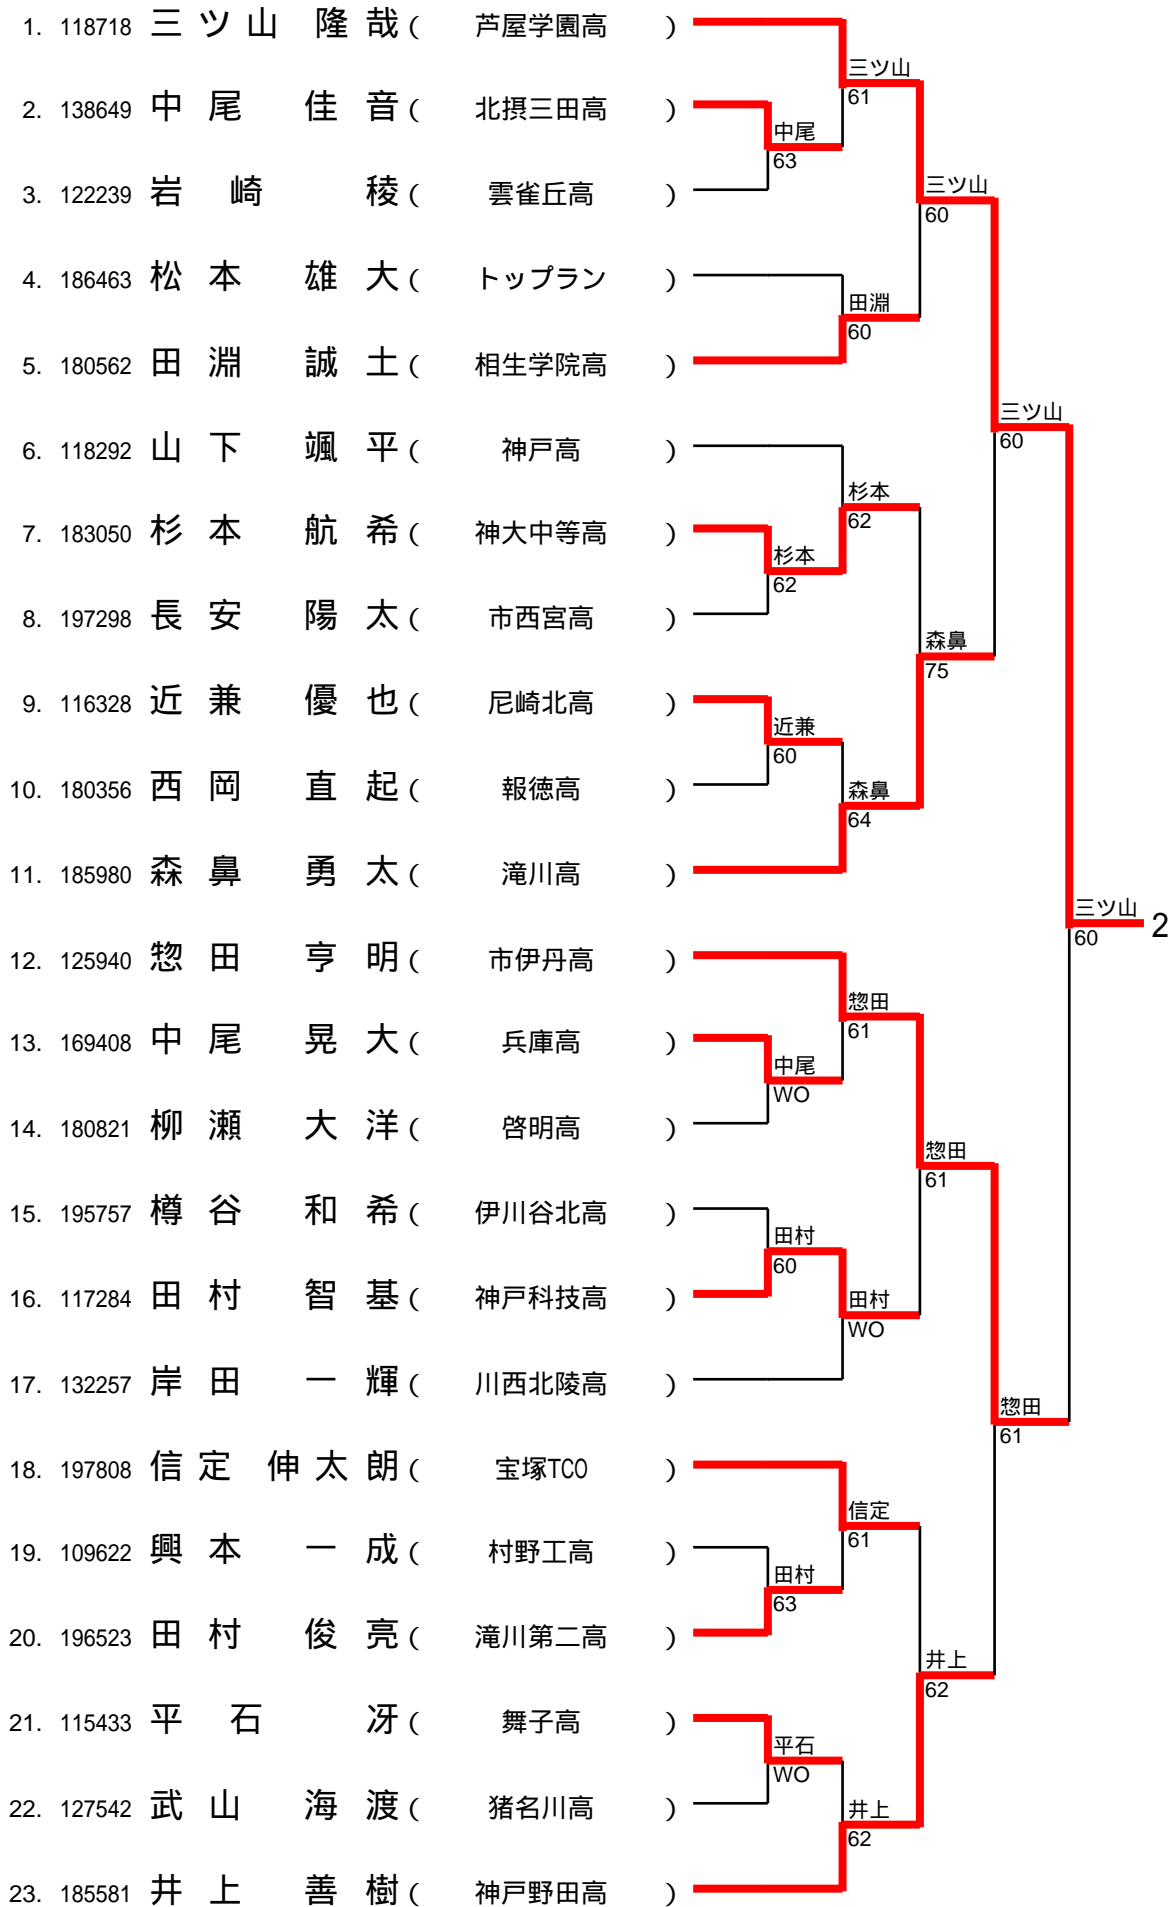 1. 118718 三ツ山 隆哉 ( 芦屋学園高 )
三ツ山
61
2. 138649 中尾 佳音 ( 北摂三田高 )
中尾
63
3. 122239 岩崎 稜 ( 雲雀丘高 )
三ツ山
60
4. 186463 松本 雄大 ( トップラン )
田淵
60
5. 180562 田淵 誠土 ( 相生学院高 )
三ツ山
60
6. 118292 山下 颯平 ( 神戸高 )
杉本
62
7. 183050 杉本 航希 ( 神大中等高 )
杉本
62
8. 197298 長安 陽太 ( 市西宮高 )
森鼻
75
9. 116328 近兼 優也 ( 尼崎北高 )
近兼
60
10. 180356 西岡 直起 ( 報徳高 )
森鼻
64
11. 185980 森鼻 勇太 ( 滝川高 )
三ツ山
60
2
12. 125940 惣田 亨明 ( 市伊丹高 )
惣田
61
13. 169408 中尾 晃大 ( 兵庫高 )
中尾
WO
14. 180821 柳瀬 大洋 ( 啓明高 )
惣田
61
15. 195757 樽谷 和希 ( 伊川谷北高 )
田村
60
16. 117284 田村 智基 ( 神戸科技高 )
田村
WO
17. 132257 岸田 一輝 ( 川西北陵高 )
惣田
61
18. 197808 信定 伸太朗 ( 宝塚TCO )
信定
61
19. 109622 興本 一成 ( 村野工高 )
田村
63
20. 196523 田村 俊亮 ( 滝川第二高 )
井上
62
21. 115433 平石 冴 ( 舞子高 )
平石
WO
22. 127542 武山 海渡 ( 猪名川高 )
井上
62
23. 185581 井上 善樹 ( 神戸野田高 )